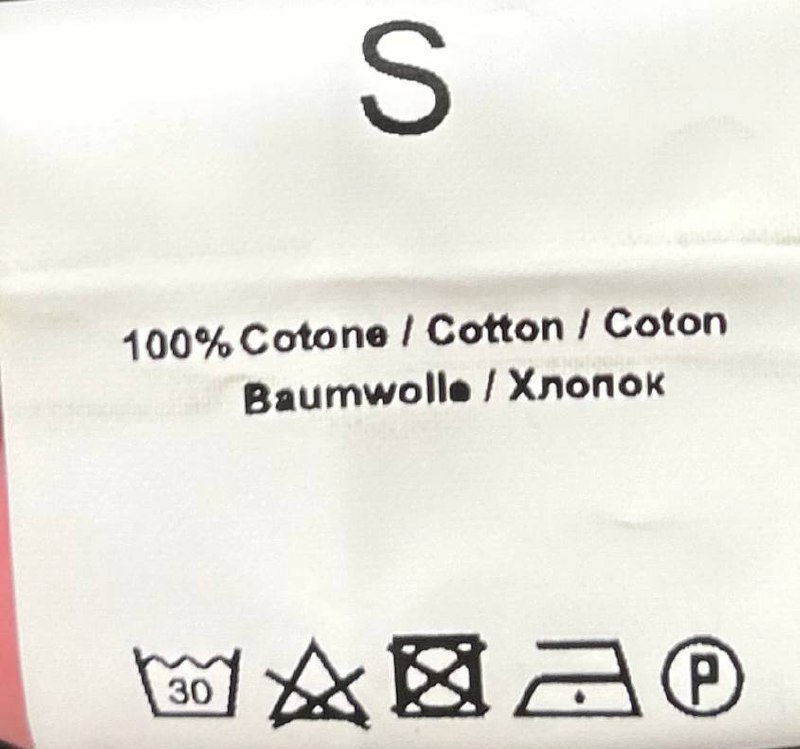 S
100% Cotone / Cotton / Coton
Baumwolle / Хлопок
30 P